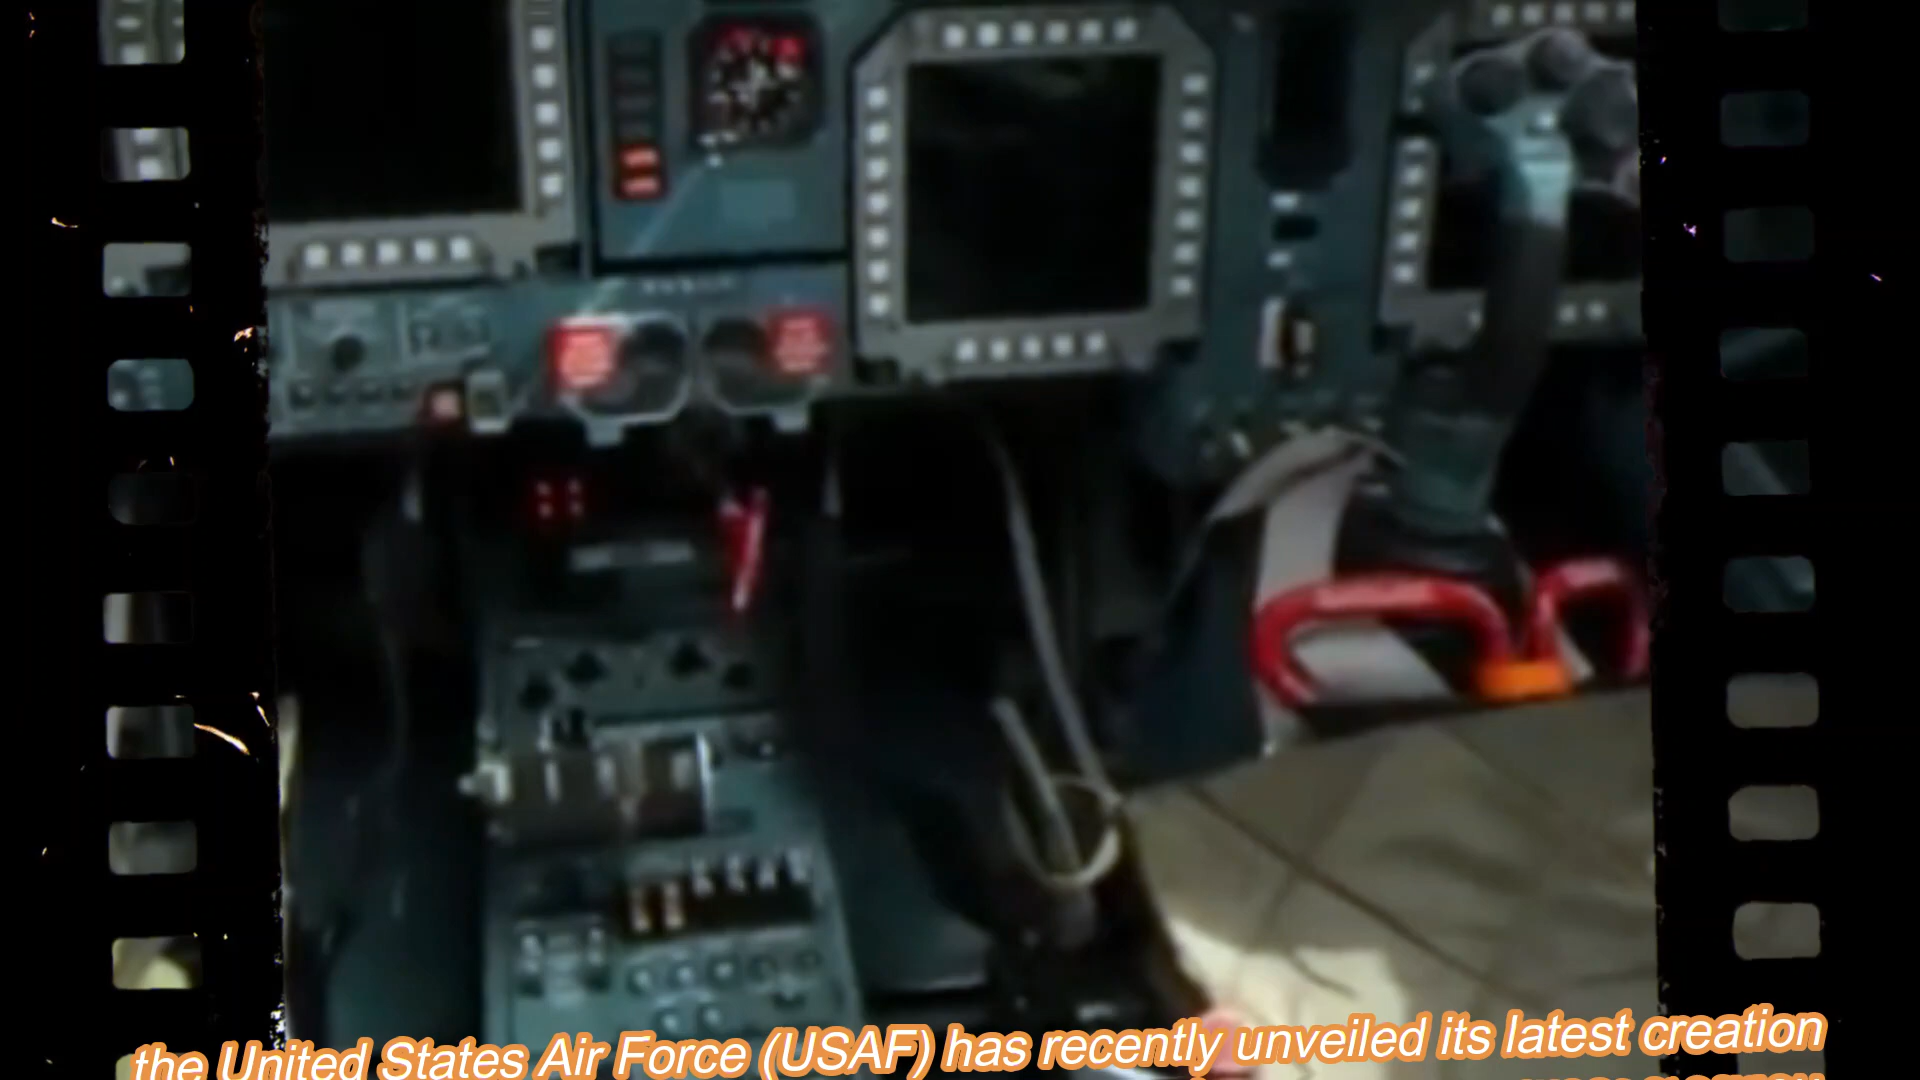 the United States Air Force (USAF) has recently unveiled its latest creation